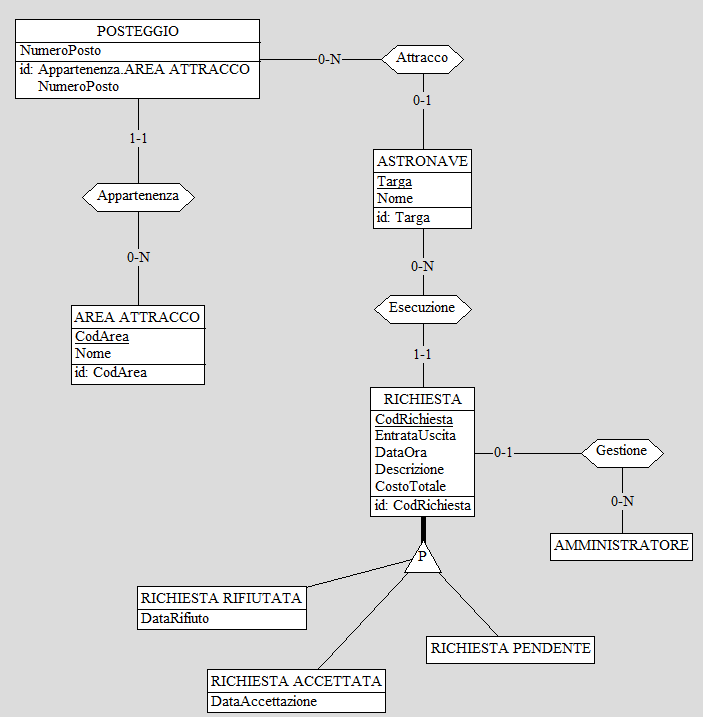 POSTEGGIO
NumeroPosto
id: Appartenenza.AREA ATTRACCO
NumeroPosto
0-N
Attracco
0-1
1-1
ASTRONAVE
Targa
Nome
id: Targa
Appartenenza
0-N
0-N
Esecuzione
AREA ATTRACCO
CodArea
Nome
id: CodArea
1-1
RICHIESTA
CodRichiesta
EntrataUscita
DataOra
Descrizione
CostoTotale
id: CodRichiesta
0-1
Gestione
0-N
AMMINISTRATORE
P
RICHIESTA RIFIUTATA
DataRifiuto
RICHIESTA PENDENTE
RICHIESTA ACCETTATA
DataAccettazione